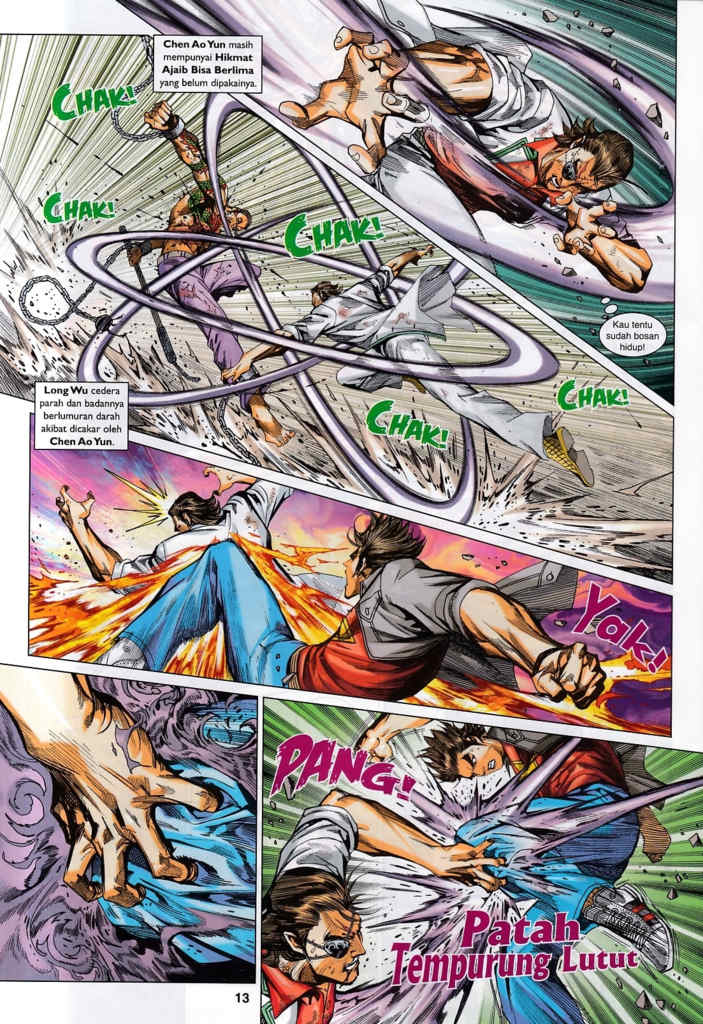 Chen Ao Yun masih
mempunyai Hikmat
Ajaib Bisa Berlima
yang belum dipakainya.
CHAK!
CHAK!
CHAK!
Kau tentu
sudah bosan
hidup!
Long Wu cedera
parah dan badannya
berlumuran darah
akibat dicakar oleh
Chen Ao Yun.
CHAK!
CHAK!
Yak!
PANG!
Patah
Tempurung Lutut
13